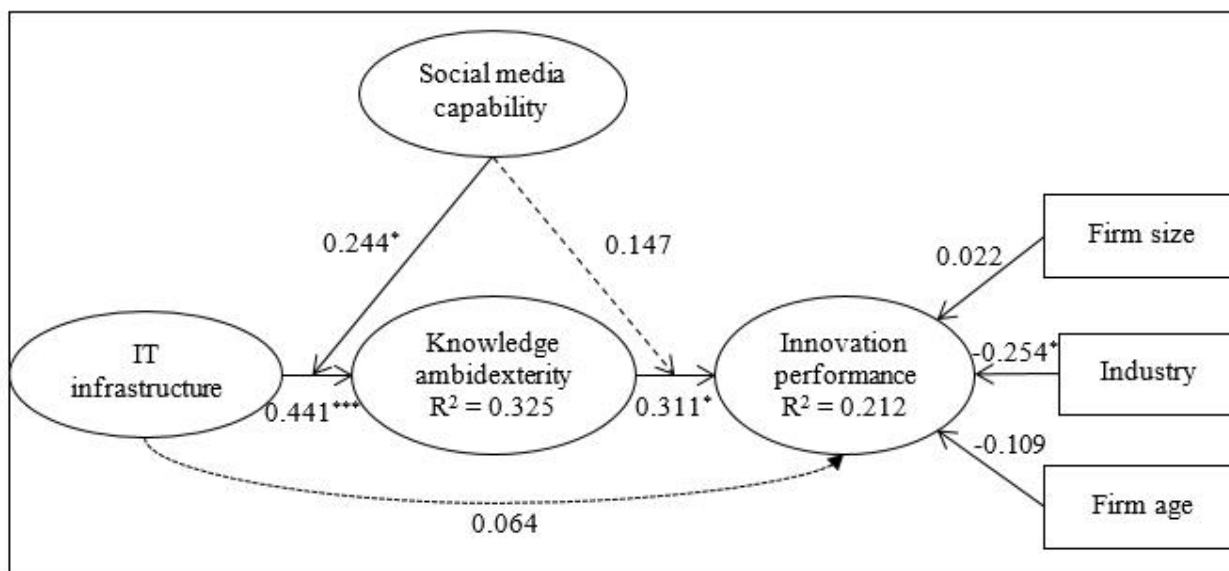 Social media
capability
0.244*
0.147
Firm size
0.022
IT
infrastructure
Knowledge
ambidexterity
R² = 0.325
Innovation
performance
R² = 0.212
-0.254*
Industry
0.441***
0.311*
-0.109
Firm age
0.064